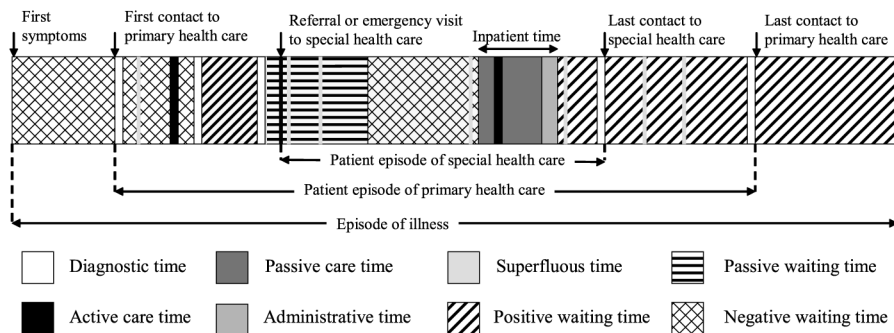 First
symptoms
First contact to
primary health care
Referral or emergency visit
to special health care
Inpatient time
Last contact to
special health care
Last contact to
primary health care
Patient episode of special health care
Patient episode of primary health care
Episode of illness
Diagnostic time
Passive care time
Superfluous time
Passive waiting time
Active care time
Administrative time
Positive waiting time
Negative waiting time